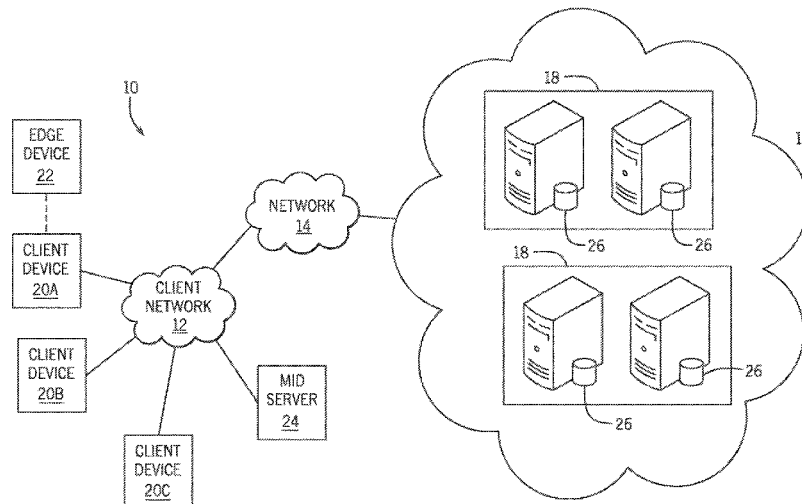 10
EDGE
DEVICE
22
CLIENT
DEVICE
20A
CLIENT
DEVICE
20B
CLIENT
DEVICE
20C
CLIENT
NETWORK
12
MID
SERVER
24
NETWORK
14
18
26
26
18
26
26